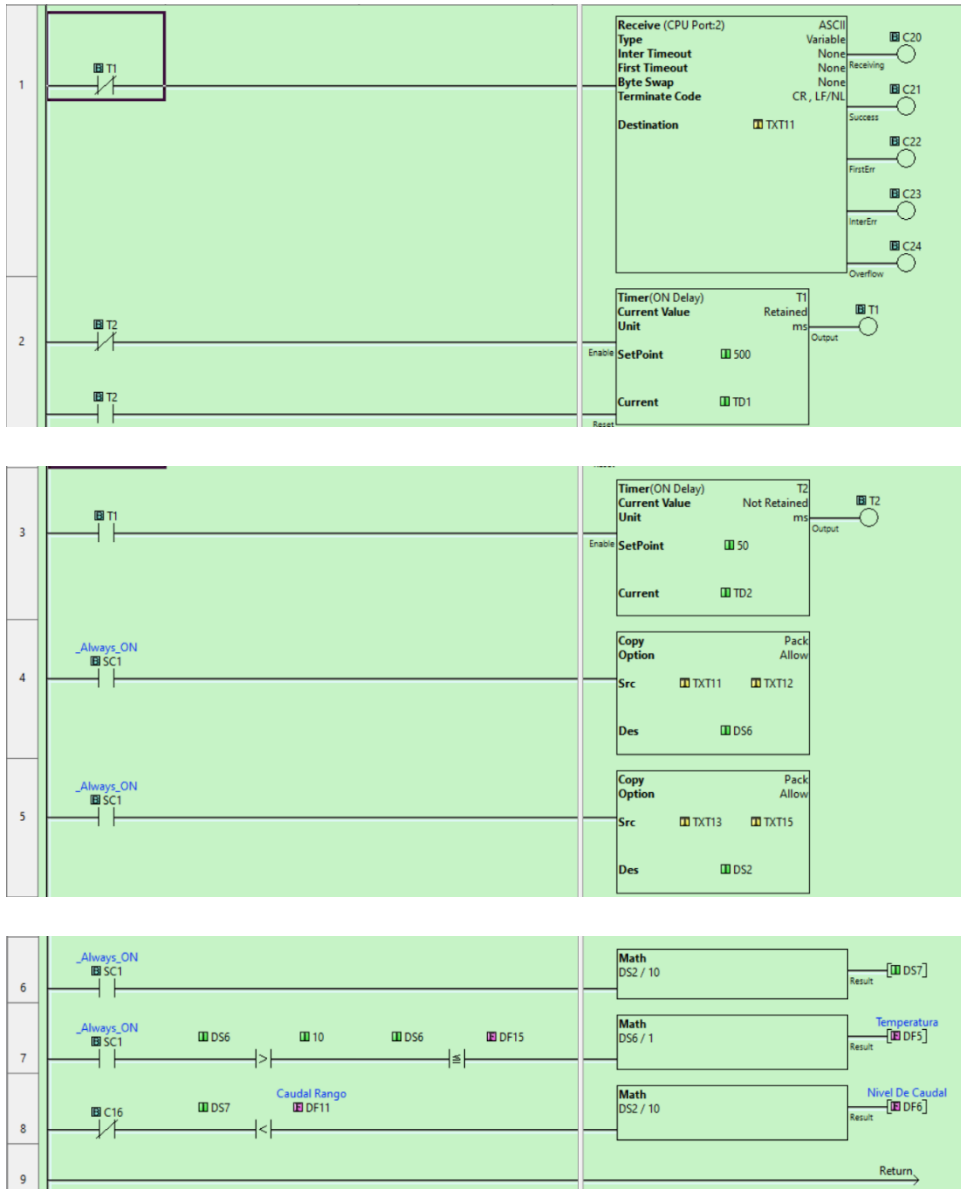 Receive (CPU Port:2) ASCII
Type Variable
Inter Timeout None
First Timeout None
Byte Swap None
Terminate Code CR, LF/NL
Destination T TXT11
B C20
Receiving
B C21
Success
B C22
FirstErr
B C23
InterErr
B C24
Overflow
1
B T1
Timer(ON Delay) T1
Current Value Retained
Unit ms
Enable SetPoint I 500
Current I TD1
Reset
B T1
Output
2
B T2
B T2
3
B T1
Timer(ON Delay) T2
Current Value Not Retained
Unit ms
Enable SetPoint I 50
Current I TD2
B T2
Output
4
_Always_ON
B SC1
Copy Pack
Option Allow
Src T TXT11 T TXT12
Des I DS6
5
_Always_ON
B SC1
Copy Pack
Option Allow
Src T TXT13 T TXT15
Des I DS2
6
_Always_ON
B SC1
Math
DS2 / 10
Result
I DS7
7
_Always_ON
B SC1
I DS6 > I 10
I DS6 ≤ F DF15
Math
DS6 / 1
Temperatura
Result
F DF5
8
B C16
Caudal Rango
I DS7 < F DF11
Math
DS2 / 10
Nivel De Caudal
Result
F DF6
9
Return